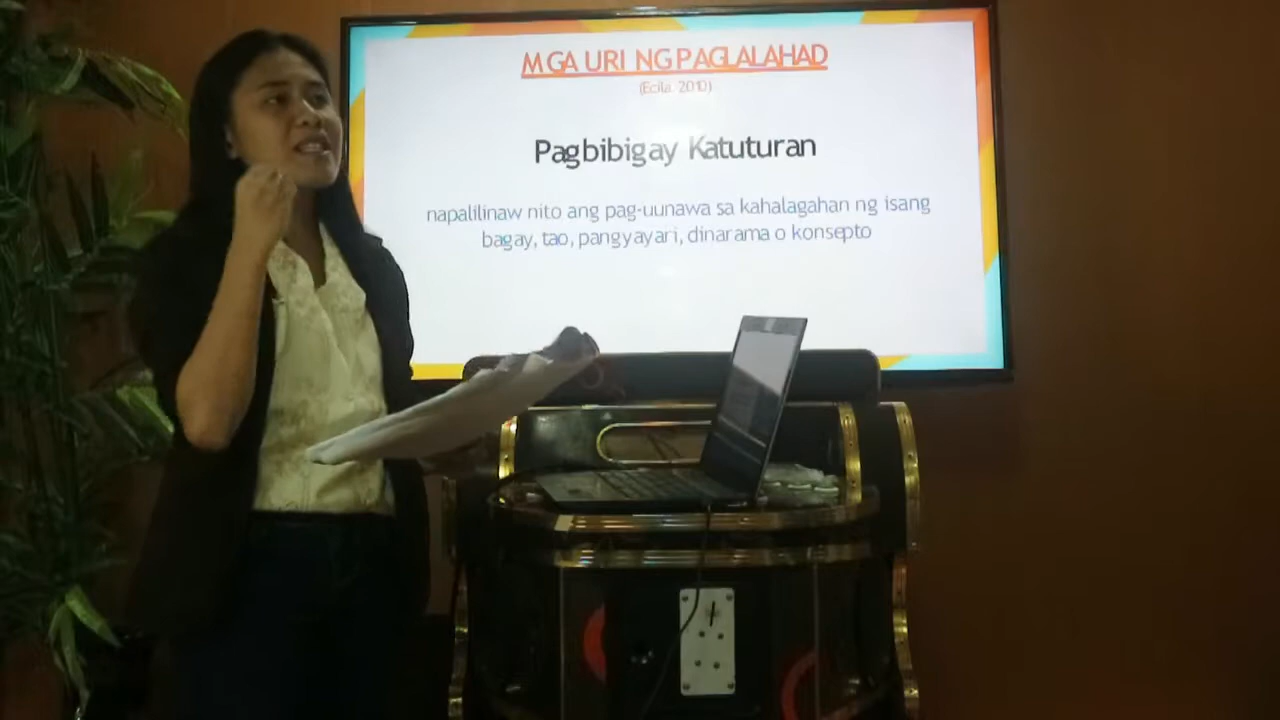 MGA URI NG PAGLALAHAD
(Ecila. 2010)
Pagbibigay Katuturan
napalilinaw nito ang pag-uunawa sa kahalagahan ng isang
bagay, tao, pangyayari, dinarama o konsepto